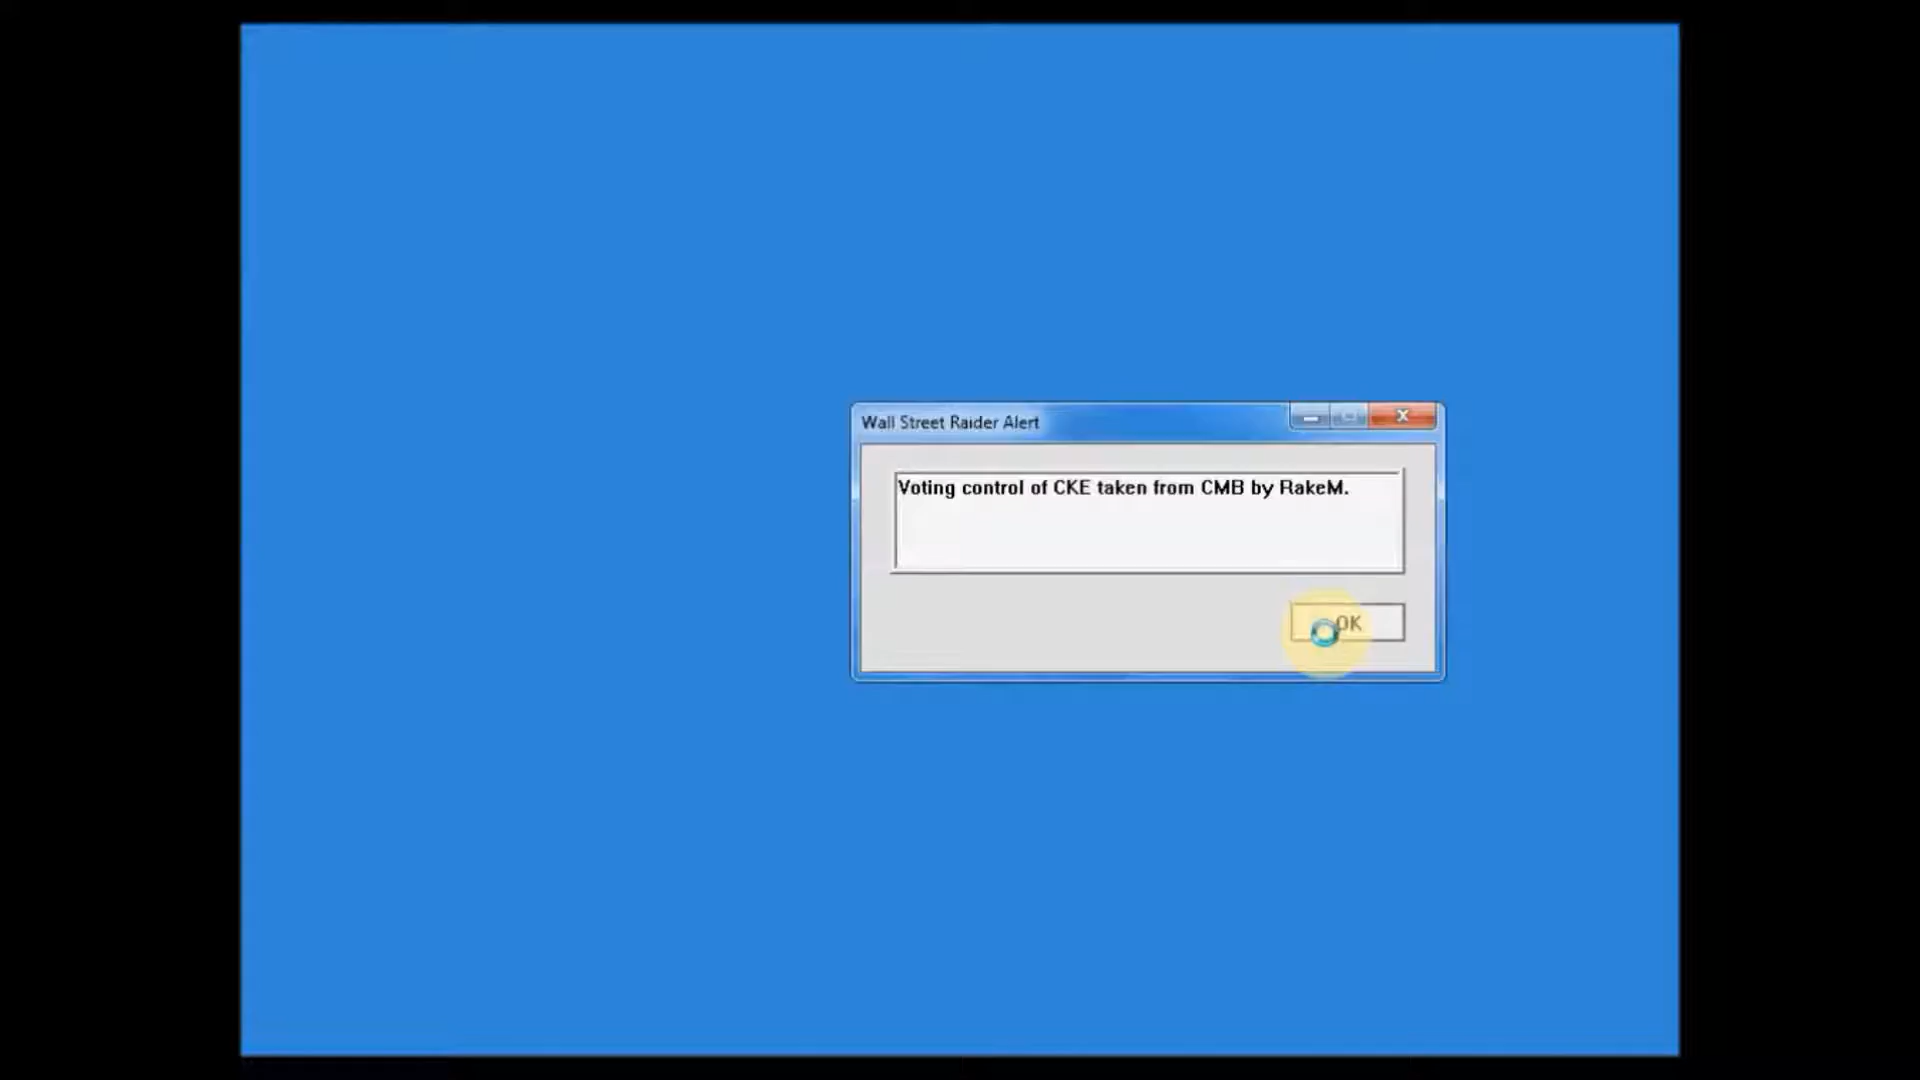 Wall Street Raider Alert
Voting control of CKE taken from CMB by RakeM.
OK